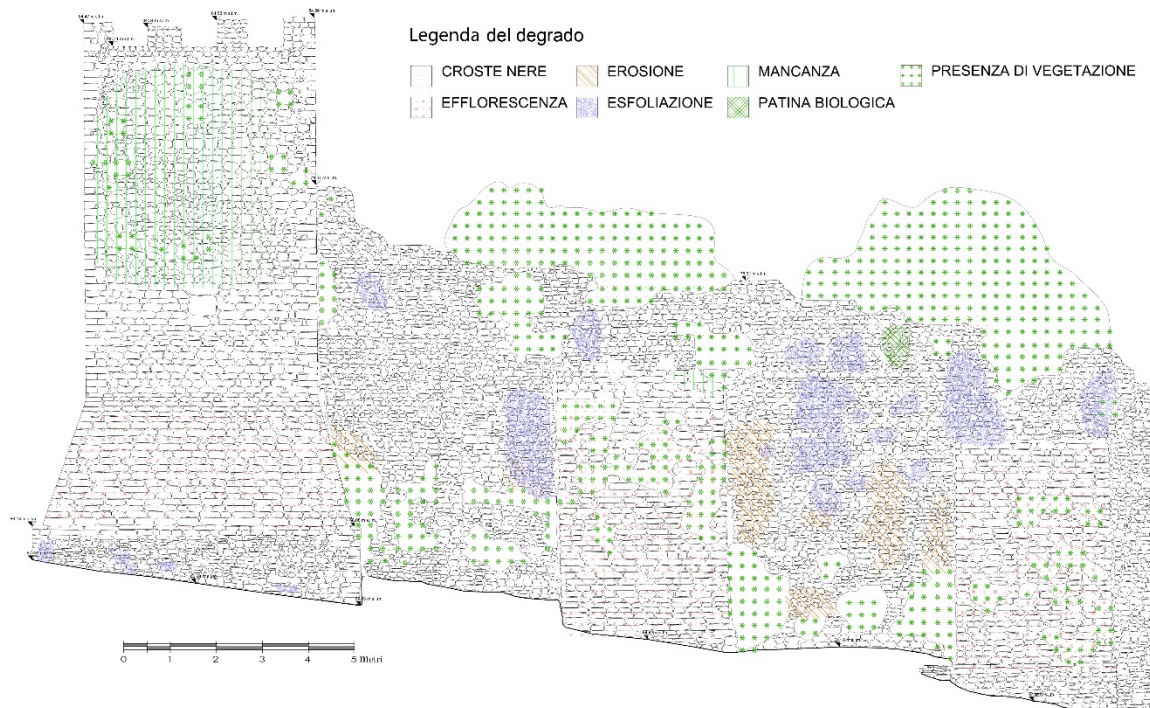 Legenda del degrado
CROSTE NERE
EROSIONE
MANCANZA
PRESENZA DI VEGETAZIONE
EFFLORESCENZA
ESFOLIAZIONE
PATINA BIOLOGICA
0 1 2 3 4 5 Metri